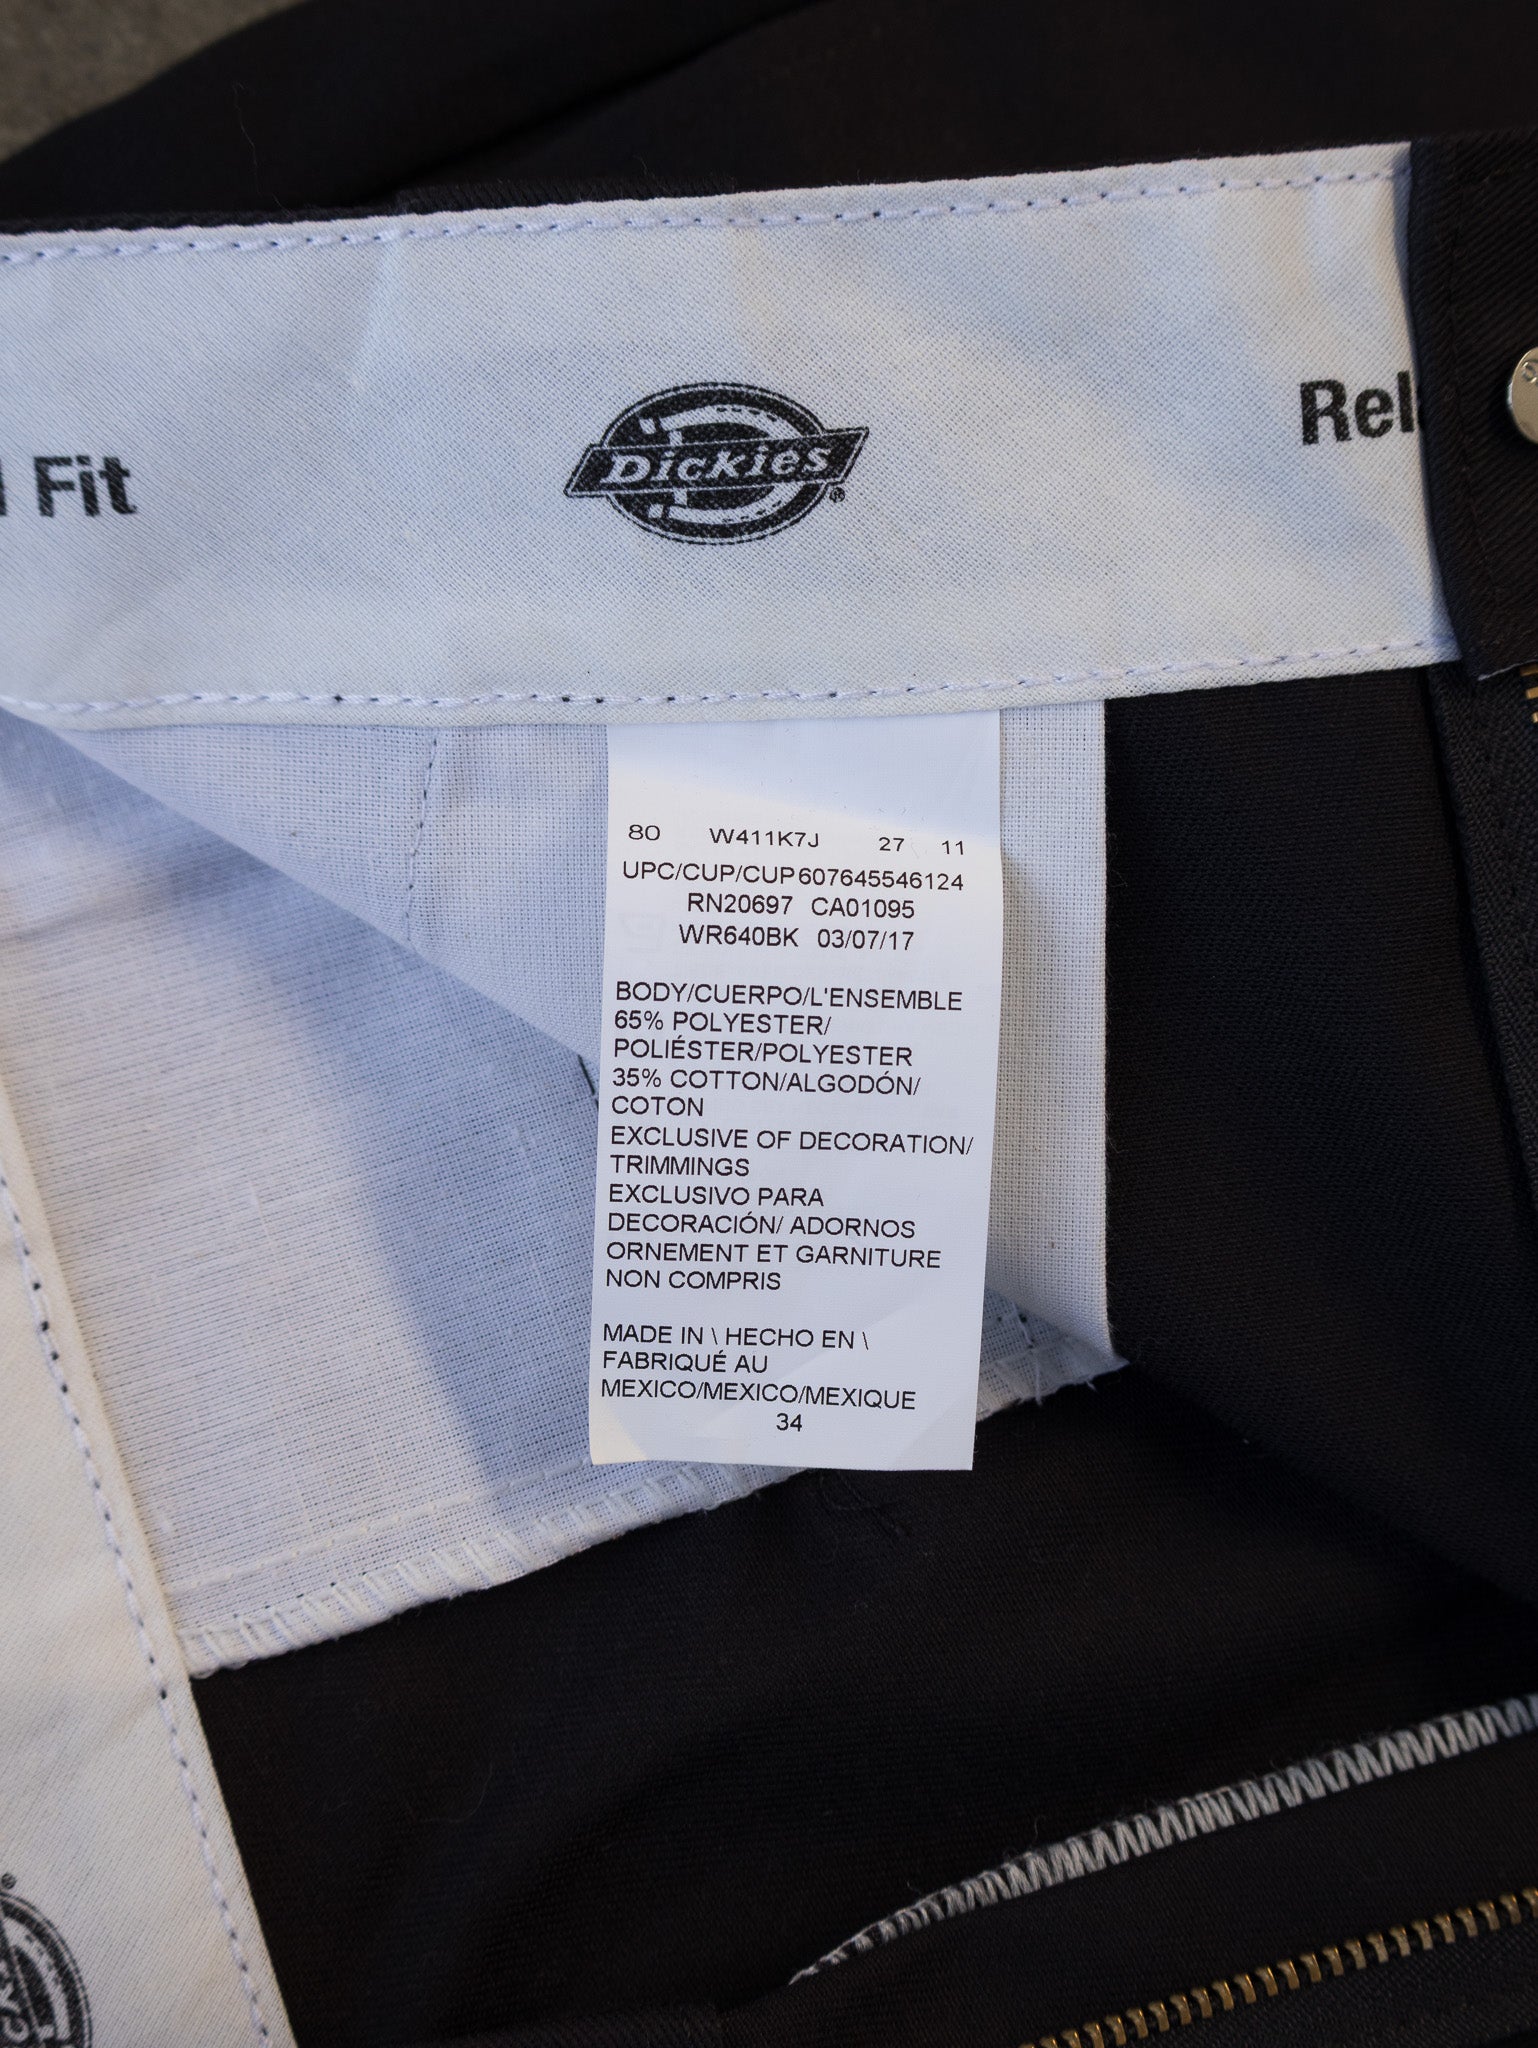 Fit
Dickies®
Rel
80 W411K7J 27 11
UPC/CUP/CUP 607645546124
RN20697 CA01095
WR640BK 03/07/17
BODY/CUERPO/L'ENSEMBLE
65% POLYESTER/
POLIÉSTER/POLYESTER
35% COTTON/ALGODÓN/
COTON
EXCLUSIVE OF DECORATION/
TRIMMINGS
EXCLUSIVO PARA
DECORACIÓN/ ADORNOS
ORNEMENT ET GARNITURE
NON COMPRIS
MADE IN \ HECHO EN \
FABRIQUÉ AU
MEXICO/MEXICO/MEXIQUE
34